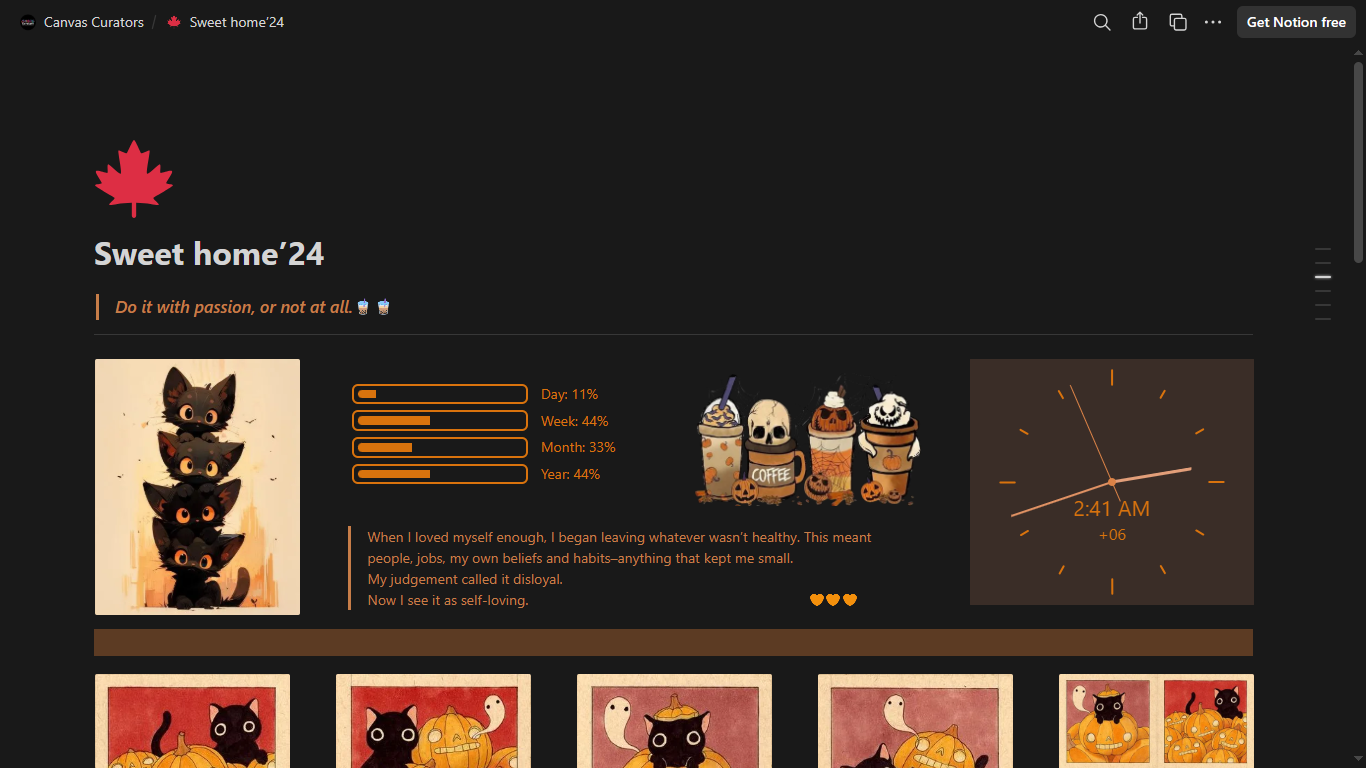 Canvas Curators / Sweet home’24
Get Notion free
Sweet home’24
Do it with passion, or not at all.
Day: 11%
Week: 44%
Month: 33%
Year: 44%
COFFEE
2:41 AM
+06
When I loved myself enough, I began leaving whatever wasn’t healthy. This meant
people, jobs, my own beliefs and habits–anything that kept me small.
My judgement called it disloyal.
Now I see it as self-loving.